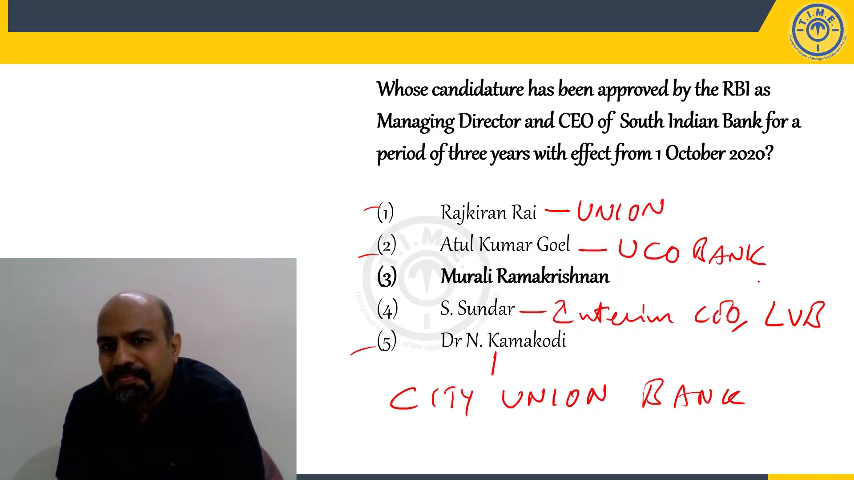 T.I.M.E.
Whose candidature has been approved by the RBI as
Managing Director and CEO of South Indian Bank for a
period of three years with effect from 1 October 2020?
(1) Rajkiran Rai — UNION
(2) Atul Kumar Goel — UCO BANK
(3) Murali Ramakrishnan
(4) S. Sundar — Interim CEO, LVB
(5) Dr N. Kamakodi
CITY UNION BANK